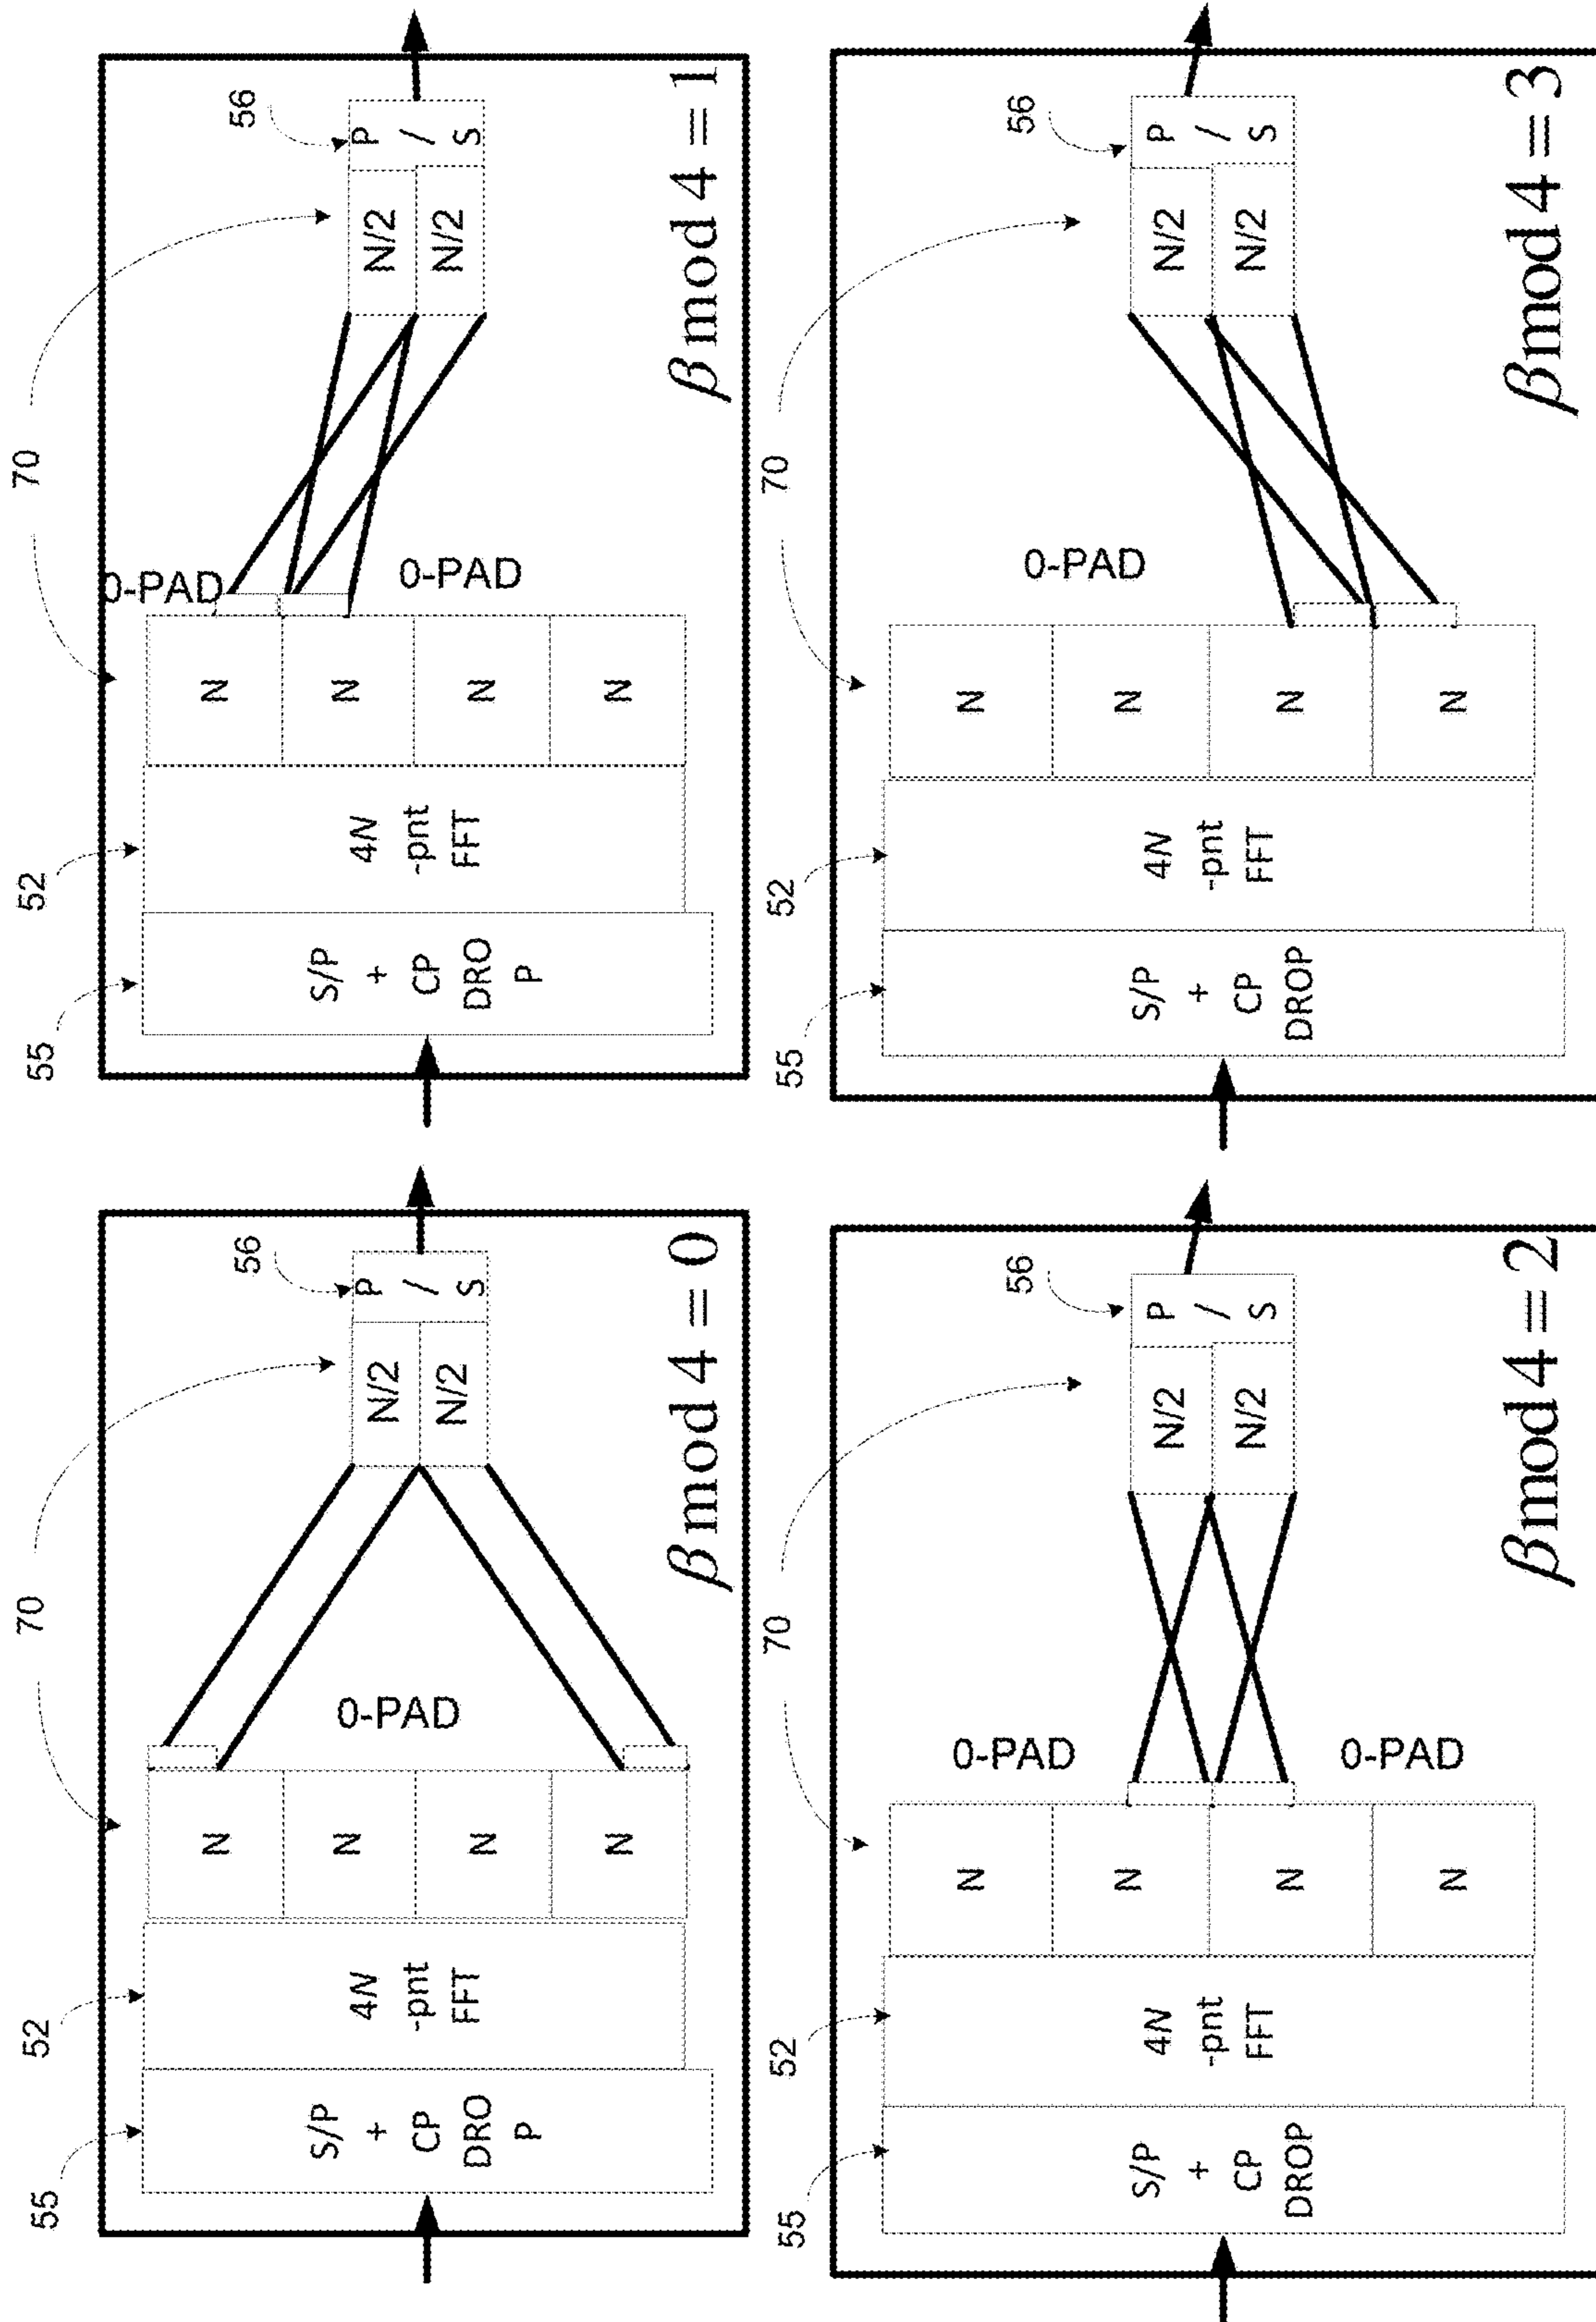 55
52
70
56
S/P
+
CP
DRO
P
4N
-pnt
FFT
N
N
N
N
0-PAD
N/2
N/2
P
/
S
β mod 4 = 0
55
52
70
56
S/P
+
CP
DRO
P
4N
-pnt
FFT
N
N
N
N
0-PAD
0-PAD
N/2
N/2
P
/
S
β mod 4 = 1
55
52
70
56
S/P
+
CP
DROP
4N
-pnt
FFT
N
N
N
N
0-PAD
0-PAD
N/2
N/2
P
/
S
β mod 4 = 2
55
52
70
56
S/P
+
CP
DROP
4N
-pnt
FFT
N
N
N
N
0-PAD
N/2
N/2
P
/
S
β mod 4 = 3